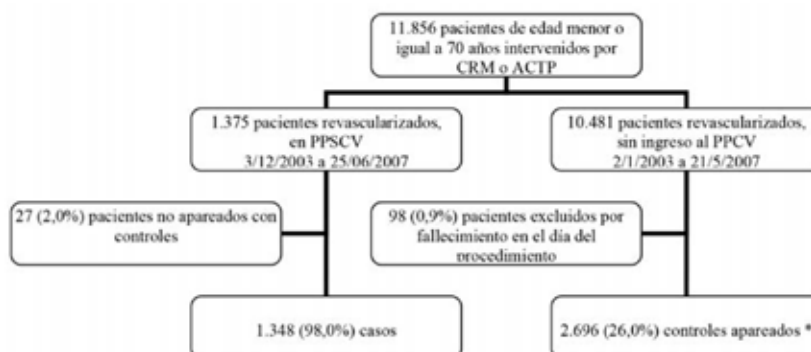 11.856 pacientes de edad menor o
igual a 70 años intervenidos por
CRM o ACTP
1.375 pacientes revascularizados,
en PPSCV
3/12/2003 a 25/06/2007
10.481 pacientes revascularizados,
sin ingreso al PPCV
2/1/2003 a 21/5/2007
27 (2,0%) pacientes no apareados con
controles
98 (0,9%) pacientes excluidos por
fallecimiento en el día del
procedimiento
1.348 (98,0%) casos
2.696 (26,0%) controles apareados *